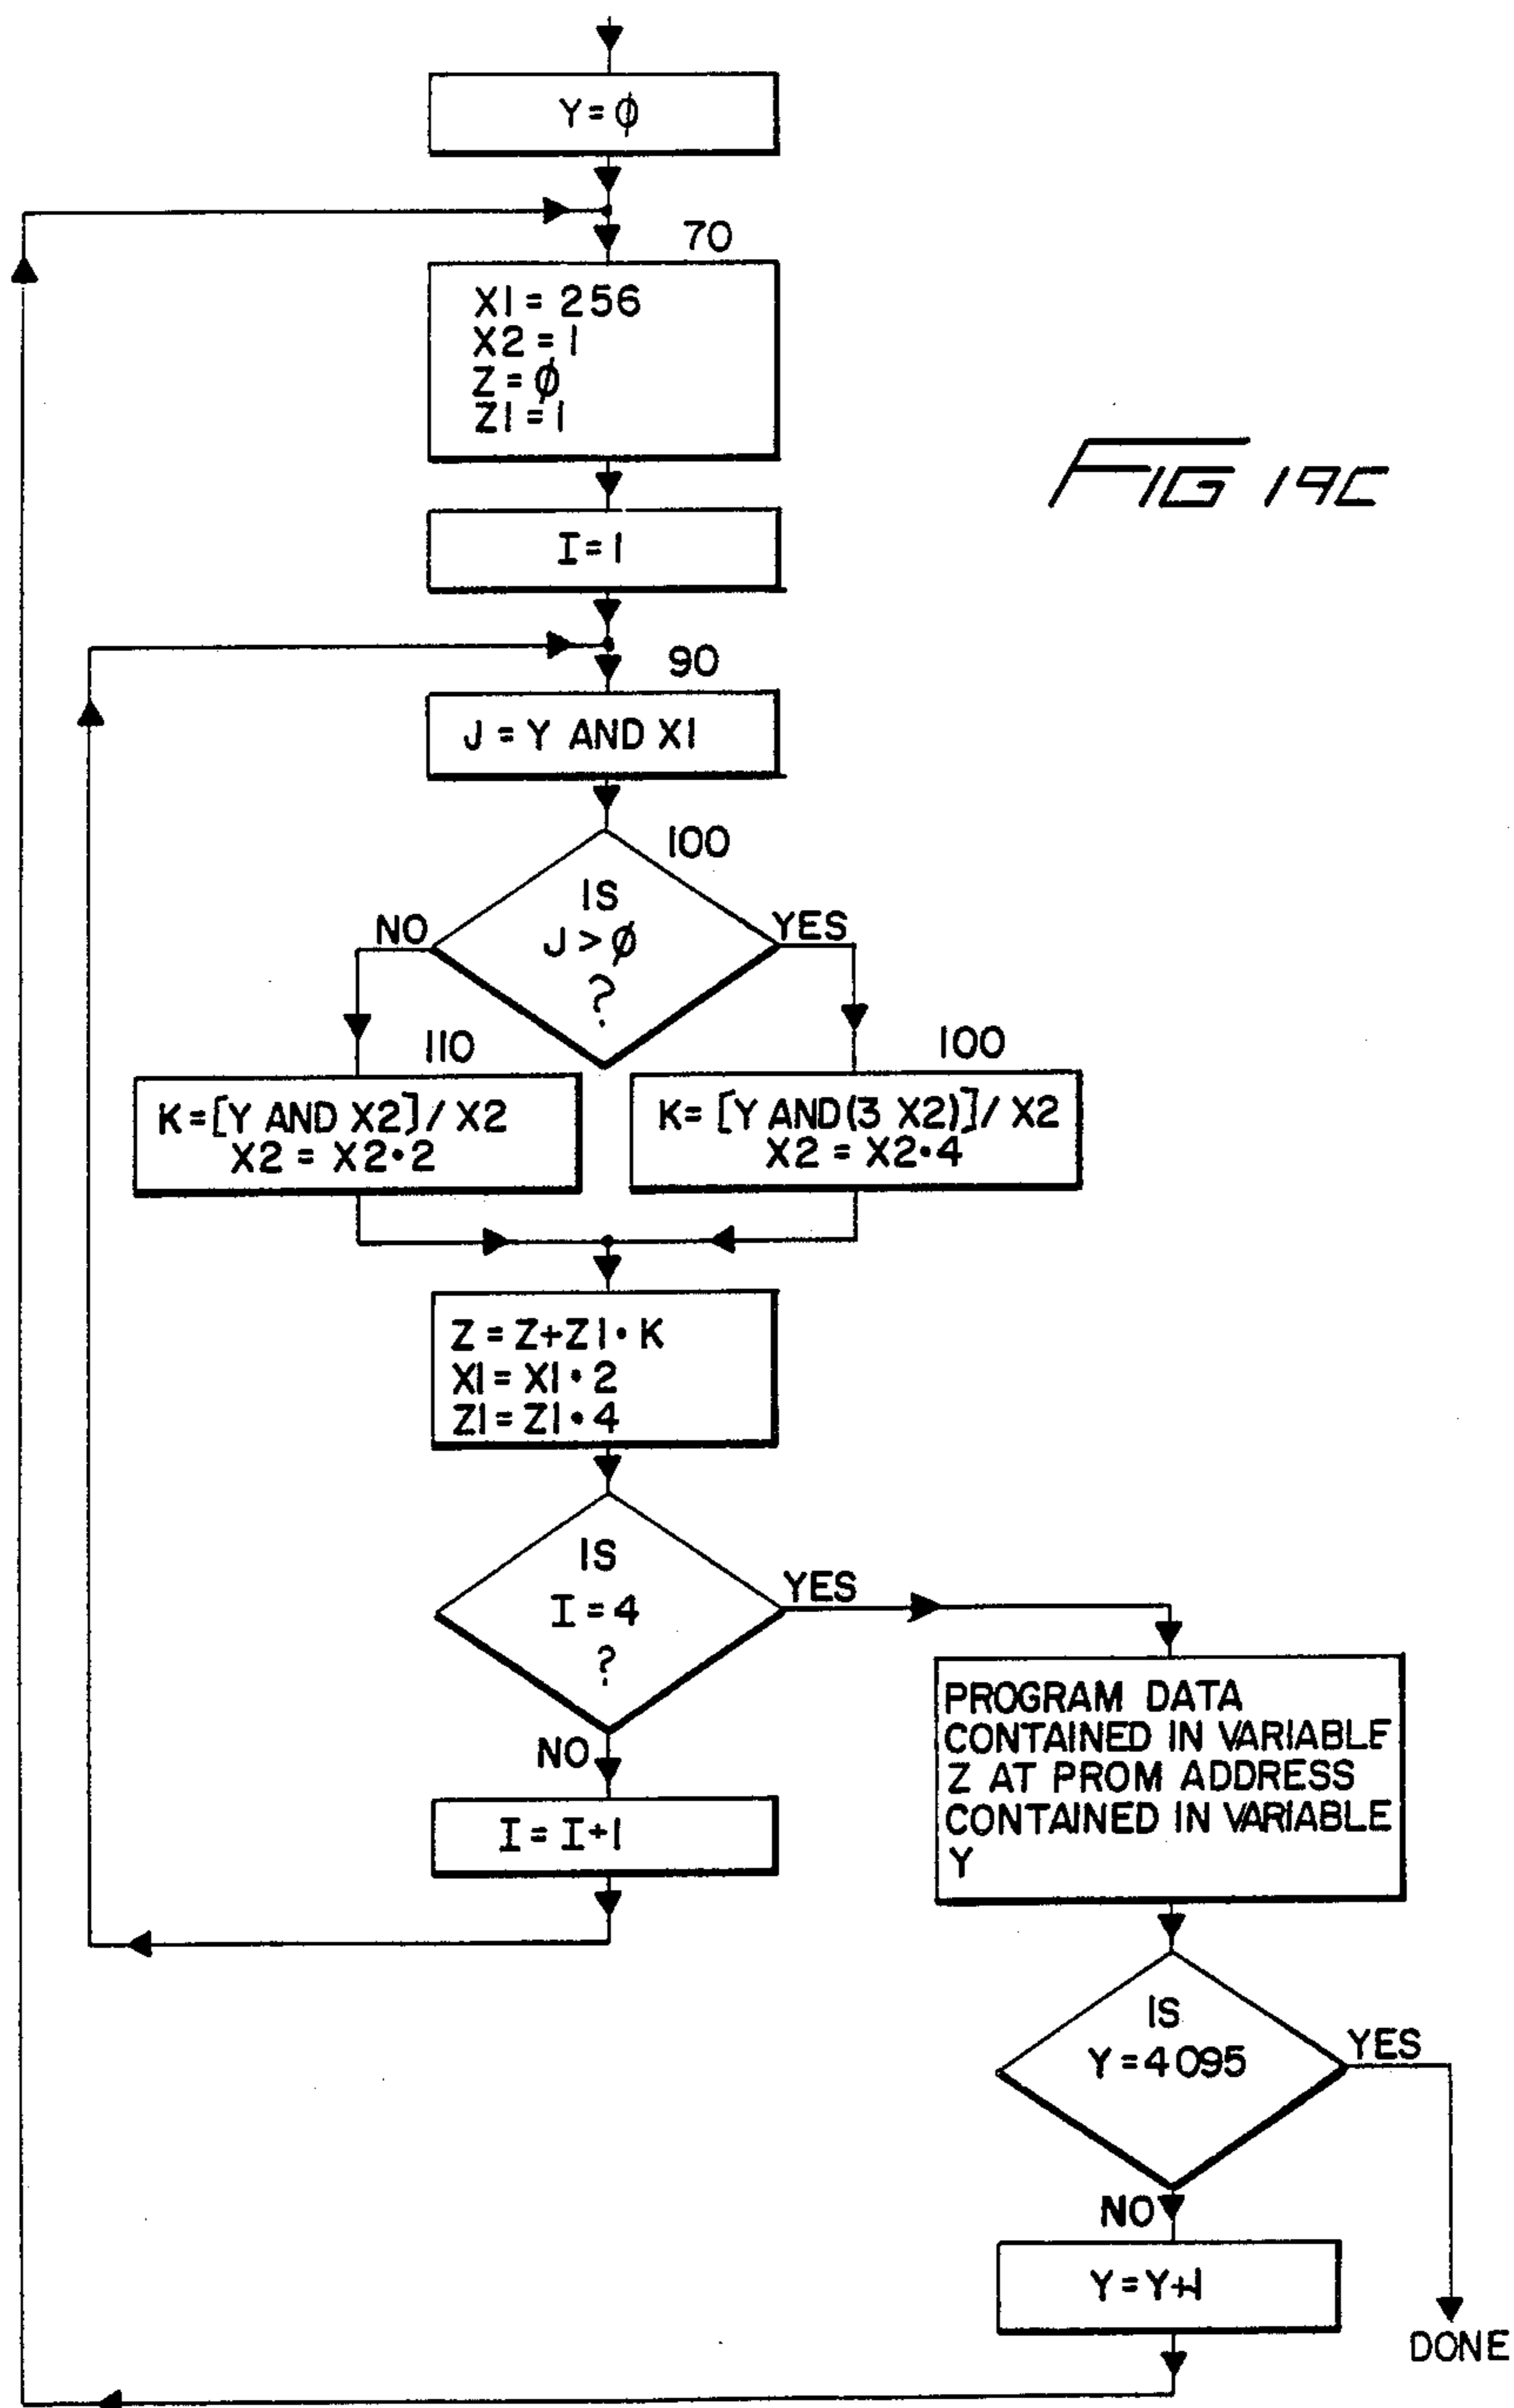 Y=ϕ
70
X1 = 256
X2 = 1
Z = ϕ
Z1 = 1
FIG 19C
I=1
90
J = Y AND X1
100
IS
J > ϕ
?
NO
YES
110
100
K=[Y AND X2]/ X2
X2 = X2•2
K= [Y AND(3 X2)]/ X2
X2 = X2•4
Z = Z+Z1• K
X1= X1• 2
Z1= Z1• 4
IS
I = 4
?
YES
NO
PROGRAM DATA
CONTAINED IN VARIABLE
Z AT PROM ADDRESS
CONTAINED IN VARIABLE
Y
I= I+1
IS
Y=4095
YES
NO
Y=Y+1
DONE